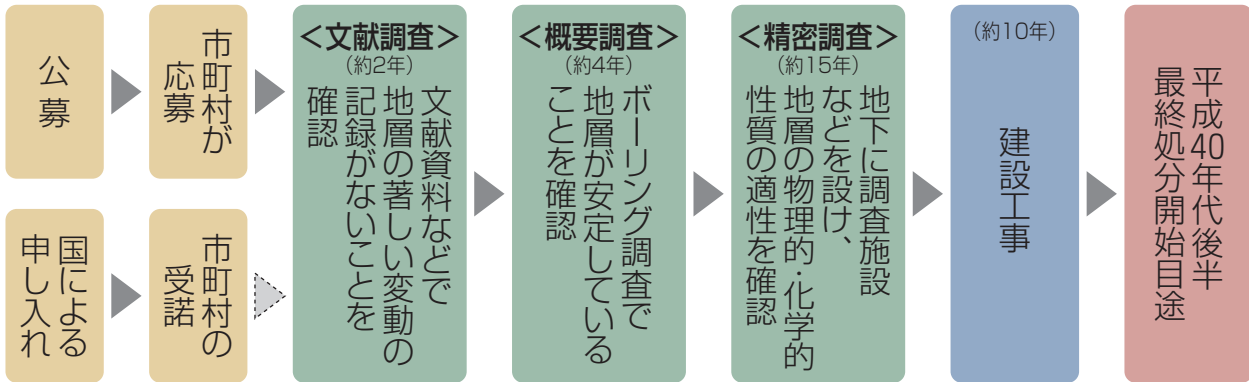 公募
市町村が
応募
国による
申し入れ
市町村の
受諾
＜文献調査＞
（約2年）
文献資料などで
地層の著しい変動の
記録がないことを
確認
＜概要調査＞
（約4年）
ボーリング調査で
地層が安定している
ことを確認
＜精密調査＞
（約15年）
地下に調査施設
などを設け、
地層の物理的・化学的
性質の適性を確認
（約10年）
建設工事
平成40年代後半
最終処分開始目途